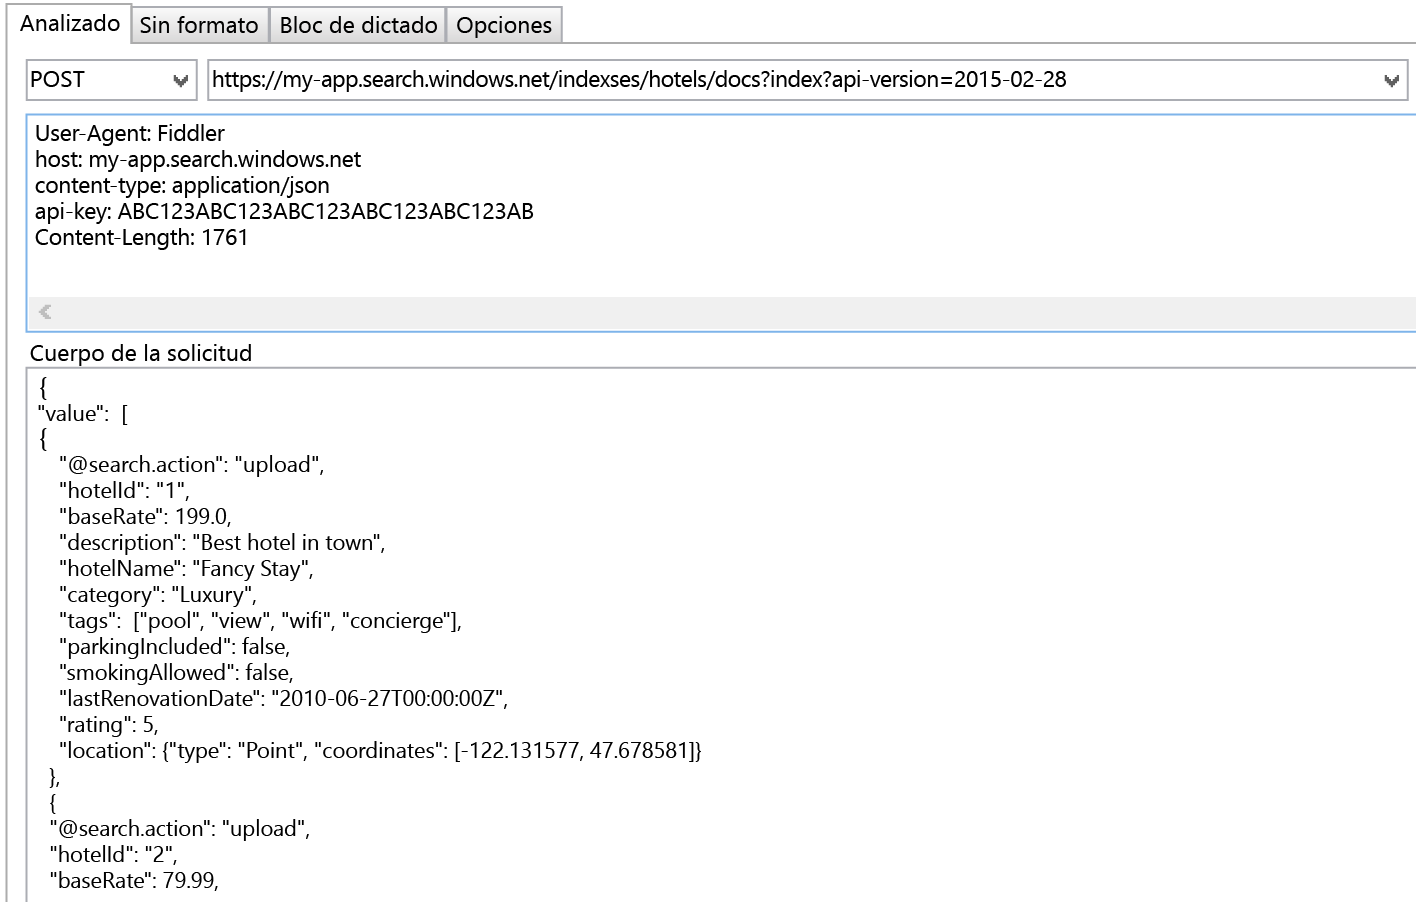 Analizado Sin formato Bloc de dictado Opciones
POST https://my-app.search.windows.net/indexses/hotels/docs?index?api-version=2015-02-28
User-Agent: Fiddler
host: my-app.search.windows.net
content-type: application/json
api-key: ABC123ABC123ABC123ABC123ABC123AB
Content-Length: 1761
Cuerpo de la solicitud
{
"value": [
{
"@search.action": "upload",
"hotelId": "1",
"baseRate": 199.0,
"description": "Best hotel in town",
"hotelName": "Fancy Stay",
"category": "Luxury",
"tags": ["pool", "view", "wifi", "concierge"],
"parkingIncluded": false,
"smokingAllowed": false,
"lastRenovationDate": "2010-06-27T00:00:00Z",
"rating": 5,
"location": {"type": "Point", "coordinates": [-122.131577, 47.678581]}
},
{
"@search.action": "upload",
"hotelId": "2",
"baseRate": 79.99,